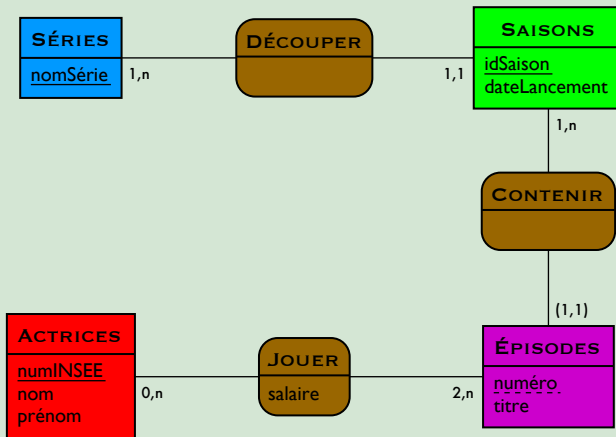 SÉRIES
nomSérie
1,n
DÉCOUPER
1,1
SAISONS
idSaison
dateLancement
1,n
CONTENIR
(1,1)
ACTRICES
numINSEE
nom
prénom
0,n
JOUER
salaire
2,n
ÉPISODES
numéro
titre